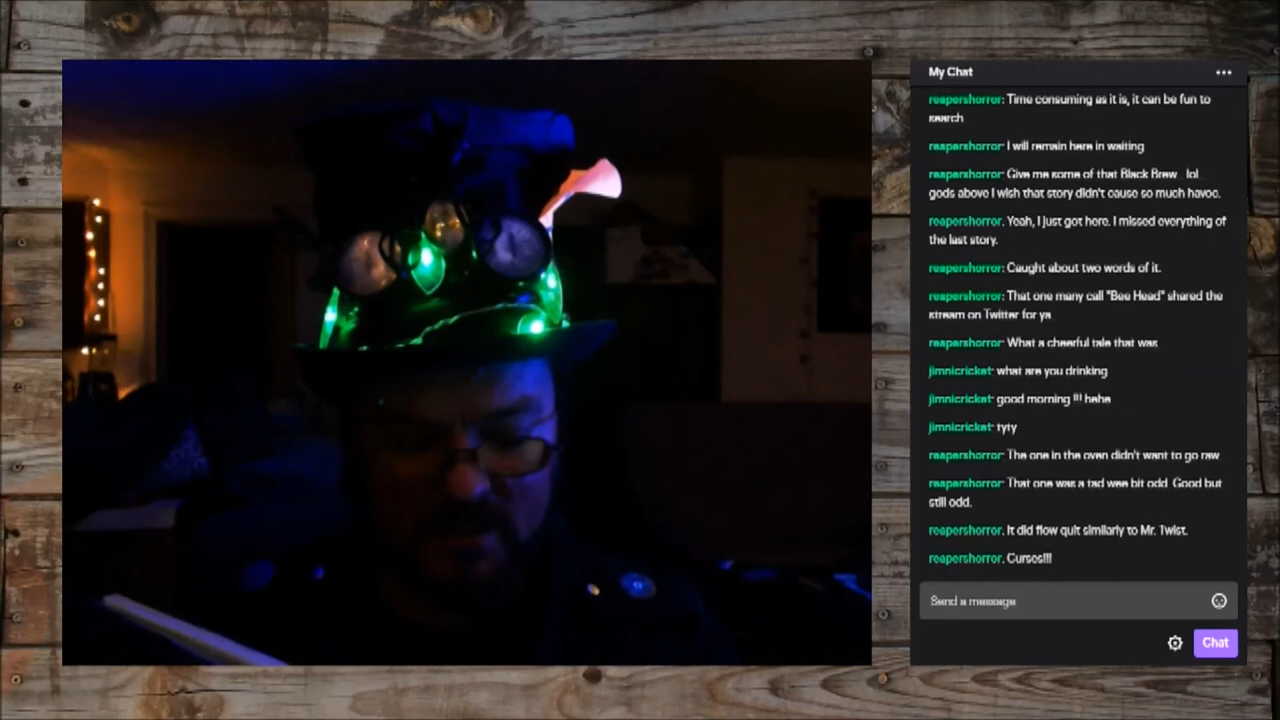 My Chat
reapershorror: Time consuming as it is, it can be fun to
search
reapershorror: I will remain here in waiting
reapershorror: Give me some of that Black Brew.. lol..
gods above I wish that story didn't cause so much havoc.
reapershorror: Yeah, I just got here. I missed everything of
the last story.
reapershorror: Caught about two words of it.
reapershorror: That one many call "Bee Head" shared the
stream on Twitter for ya
reapershorror: What a cheerful tale that was
jimnicricket: what are you drinking
jimnicricket: good morning !!! hehe
jimnicricket: tyty
reapershorror: The one in the oven didn't want to go raw
reapershorror: That one was a tad wee bit odd. Good but
still odd.
reapershorror: It did flow quit similarly to Mr. Twist.
reapershorror: Curses!!!
Send a message
Chat